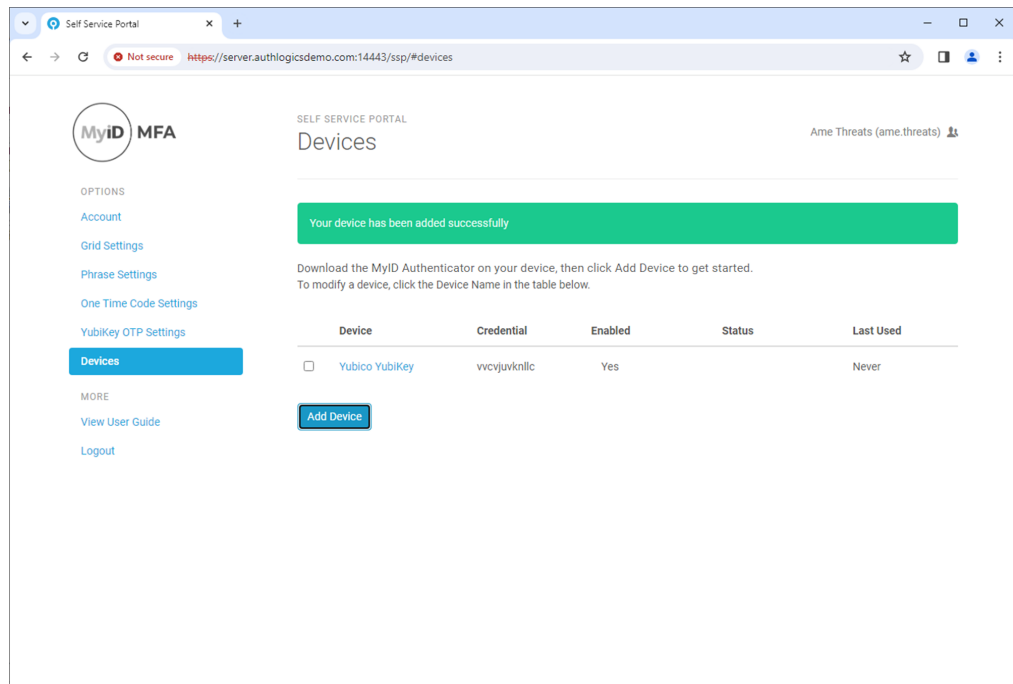 Self Service Portal
Not secure https://server.authlogicsdemo.com:14443/ssp/#devices
MyiD MFA
SELF SERVICE PORTAL
Devices
Ame Threats (ame.threats)
OPTIONS
Account
Grid Settings
Phrase Settings
One Time Code Settings
YubiKey OTP Settings
Devices
MORE
View User Guide
Logout
Your device has been added successfully
Download the MyID Authenticator on your device, then click Add Device to get started.
To modify a device, click the Device Name in the table below.
Device Credential Enabled Status Last Used
Yubico YubiKey vvcvjuvknllc Yes Never
Add Device